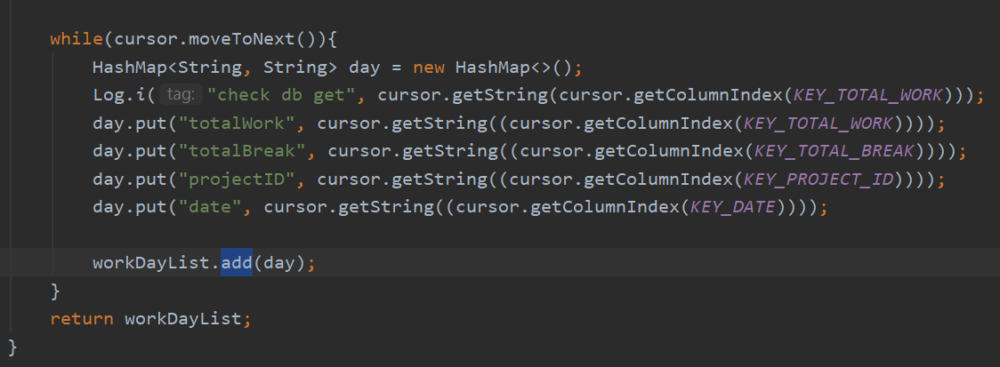 while(cursor.moveToNext()){
HashMap<String, String> day = new HashMap<>();
Log.i( tag: "check db get", cursor.getString(cursor.getColumnIndex(KEY_TOTAL_WORK)));
day.put("totalWork", cursor.getString((cursor.getColumnIndex(KEY_TOTAL_WORK))));
day.put("totalBreak", cursor.getString((cursor.getColumnIndex(KEY_TOTAL_BREAK))));
day.put("projectID", cursor.getString((cursor.getColumnIndex(KEY_PROJECT_ID))));
day.put("date", cursor.getString((cursor.getColumnIndex(KEY_DATE))));
workDayList.add(day);
}
return workDayList;
}